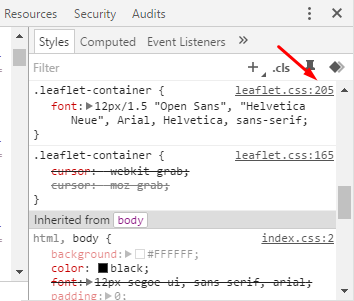 Resources Security Audits
Styles Computed Event Listeners
Filter + .cls
.leaflet-container { leaflet.css:205
font: 12px/1.5 "Open Sans", "Helvetica
Neue", Arial, Helvetica, sans-serif;
}
.leaflet-container { leaflet.css:165
cursor: -webkit-grab;
cursor: -moz-grab;
}
Inherited from body
html, body { index.css:2
background: #FFFFFF;
color: black;
font: 12px segoe ui, sans-serif, arial;
padding: 0;